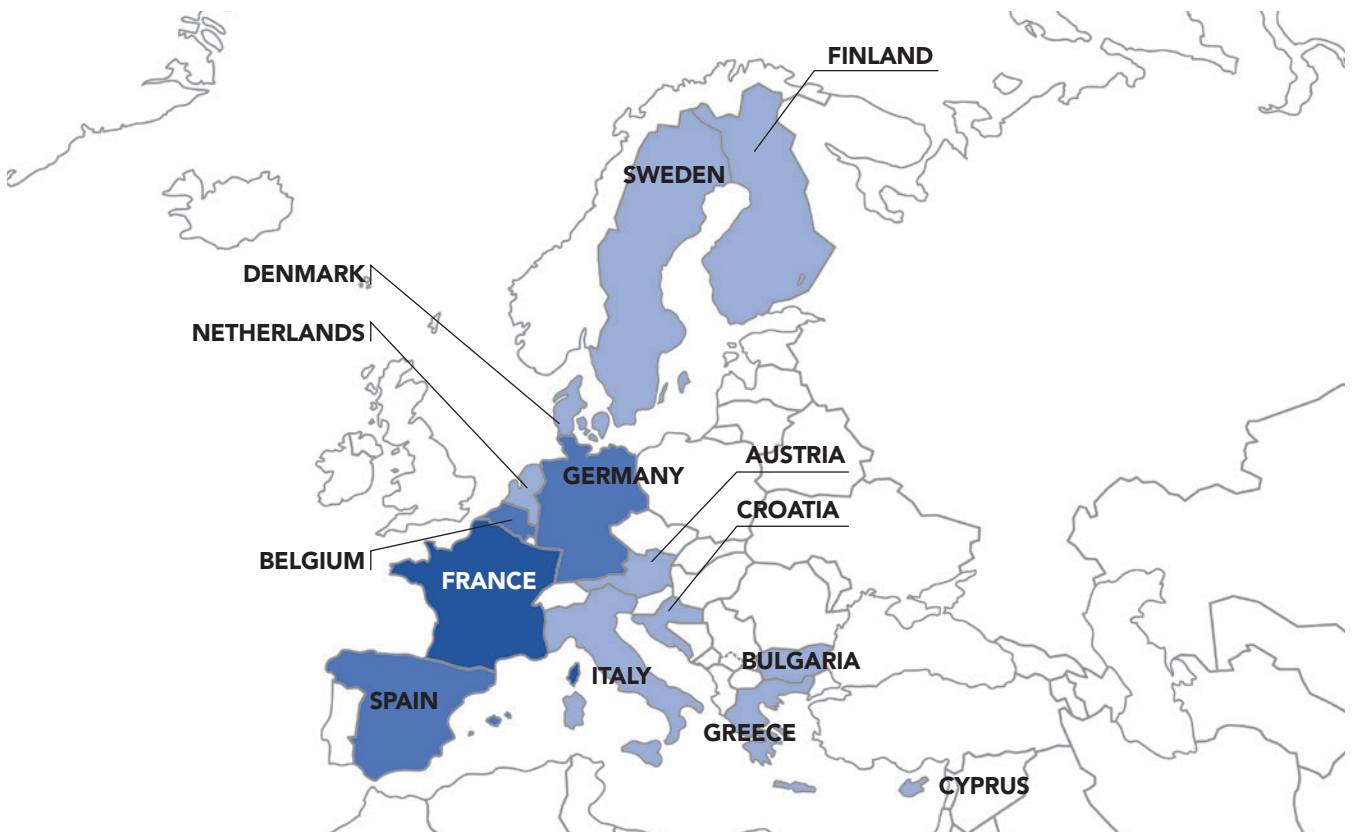 FINLAND
SWEDEN
DENMARK
NETHERLANDS
AUSTRIA
GERMANY
CROATIA
BELGIUM
FRANCE
BULGARIA
ITALY
SPAIN
GREECE
CYPRUS